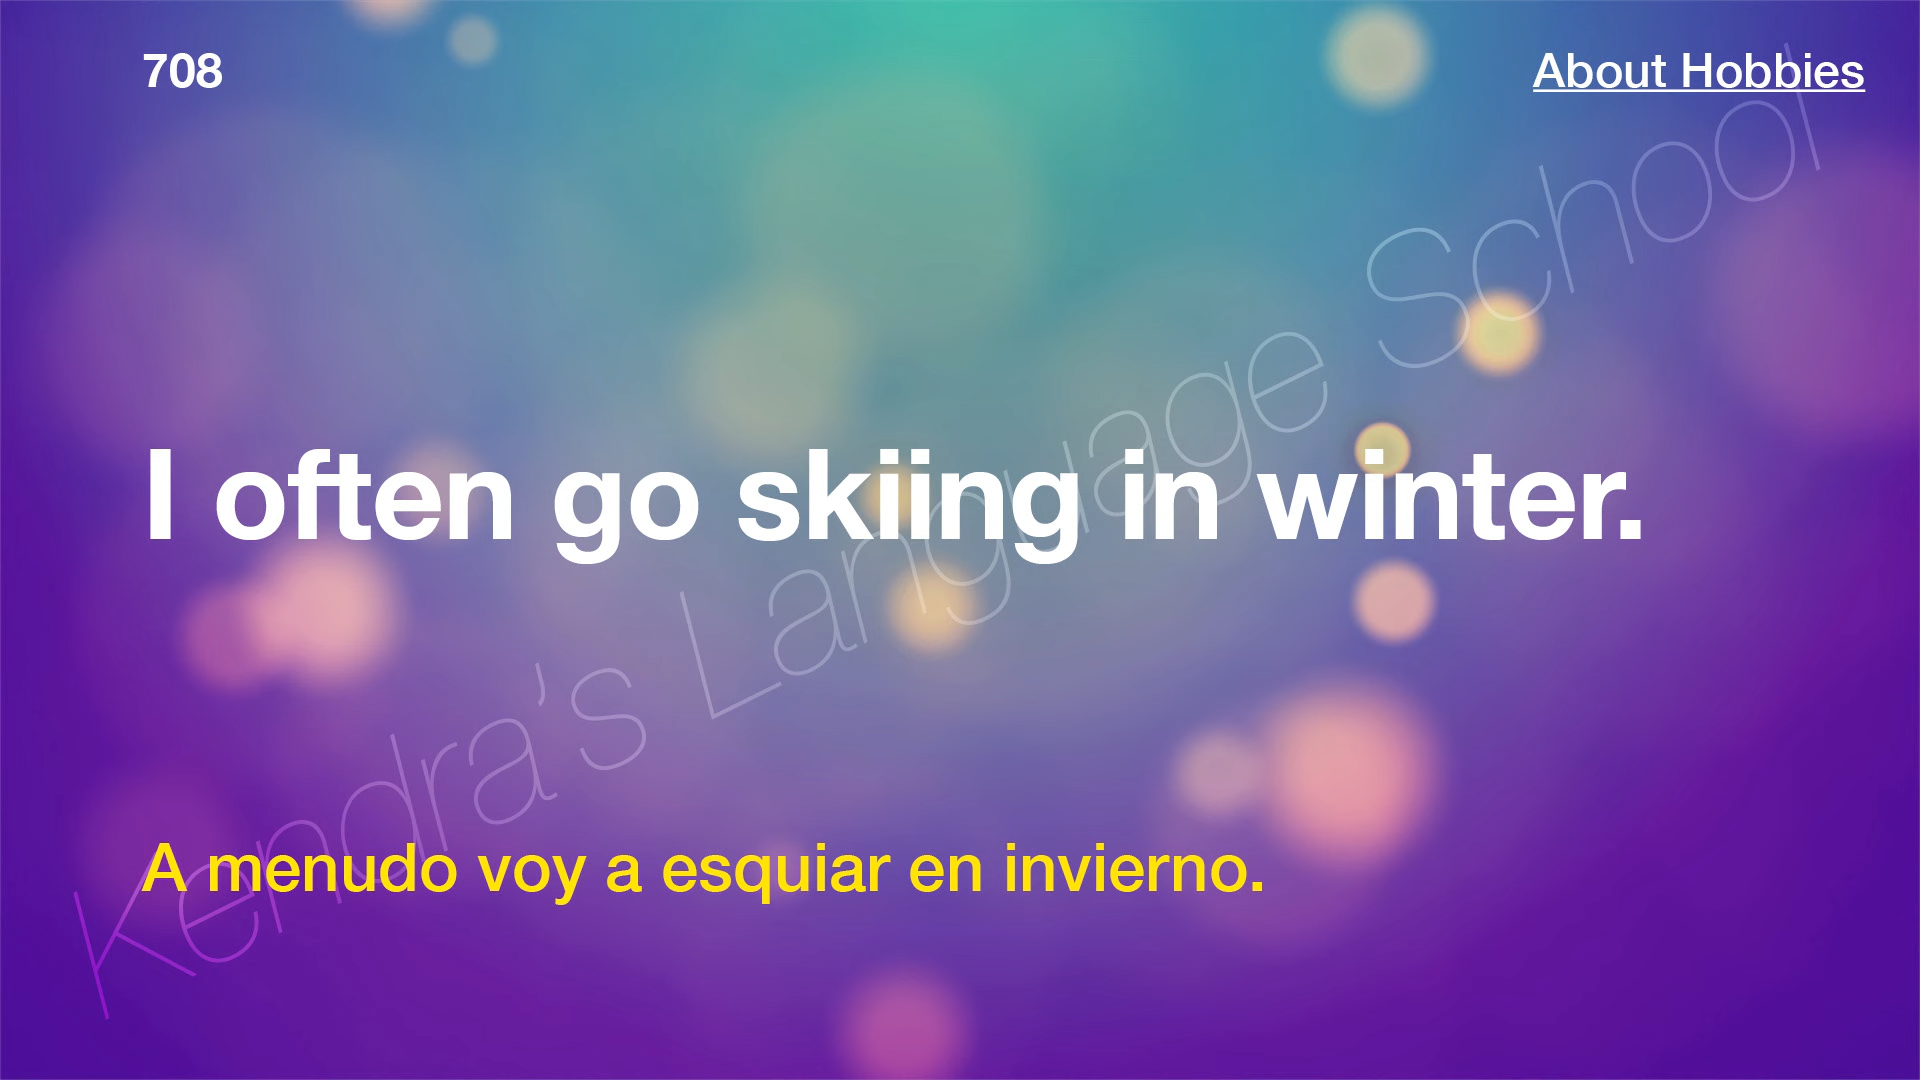 708
About Hobbies
I often go skiing in winter.
A menudo voy a esquiar en invierno.
Kendra's Language School